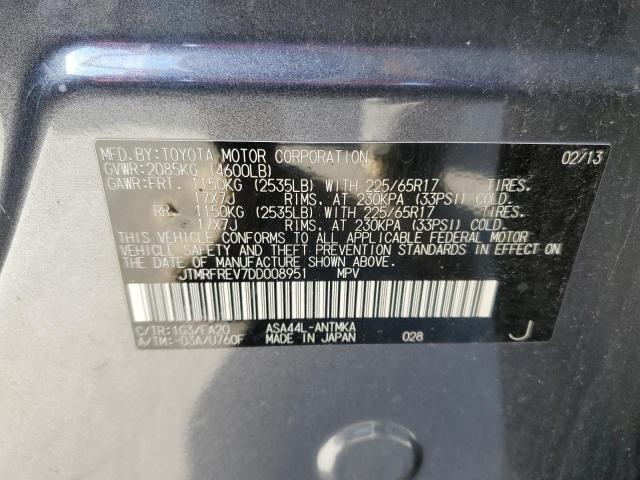 MFD.BY:TOYOTA MOTOR CORPORATION 02/13
GVWR:2085KG (4600LB)
GAWR:FRT. 1150KG (2535LB) WITH 225/65R17 TIRES.
17X7J RIMS. AT 230KPA (33PSI) COLD.
RR. 1150KG (2535LB) WITH 225/65R17 TIRES.
17X7J RIMS. AT 230KPA (33PSI) COLD.
THIS VEHICLE CONFORMS TO ALL APPLICABLE FEDERAL MOTOR
VEHICLE SAFETY AND THEFT PREVENTION STANDARDS IN EFFECT ON
THE DATE OF MANUFACTURE SHOWN ABOVE.
JTMRFREV7DD008951 MPV
C/TR:1G3/FA20 ASA44L-ANTMKA
A/TM:-03A/U760F MADE IN JAPAN 028 J